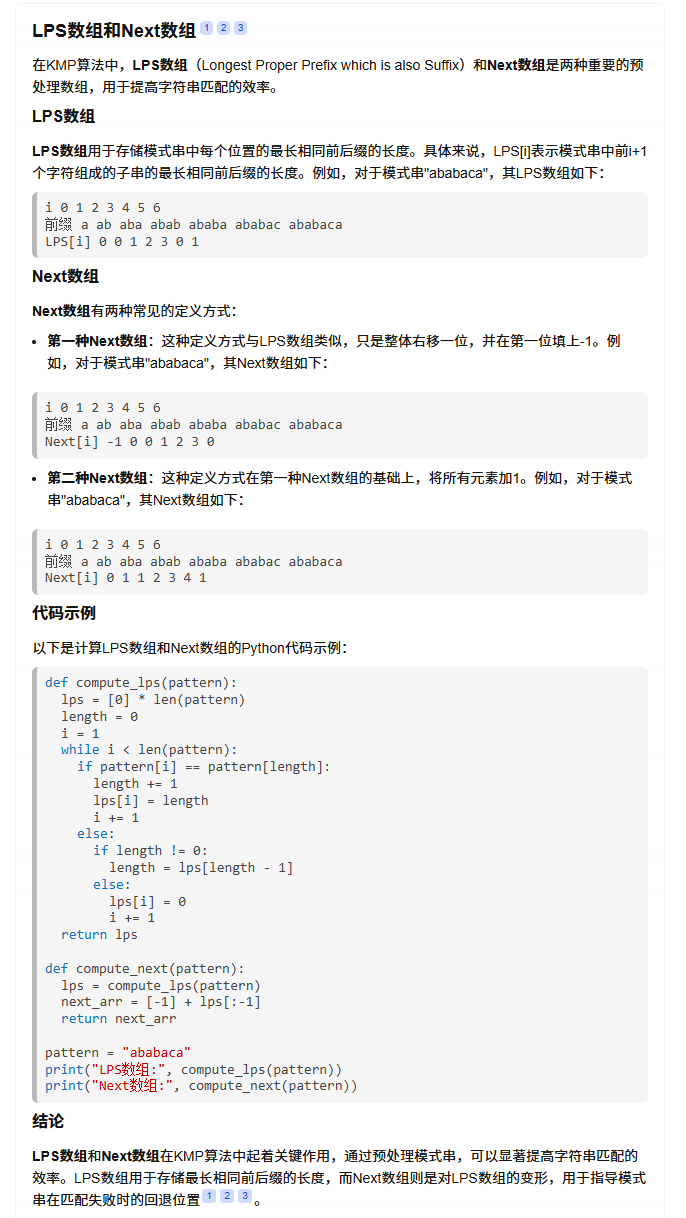 LPS数组和Next数组 1 2 3
在KMP算法中，LPS数组（Longest Proper Prefix which is also Suffix）和Next数组是两种重要的预
处理数组，用于提高字符串匹配的效率。
LPS数组
LPS数组用于存储模式串中每个位置的最长相同前后缀的长度。具体来说，LPS[i]表示模式串中前i+1
个字符组成的子串的最长相同前后缀的长度。例如，对于模式串"ababaca"，其LPS数组如下：
i 0 1 2 3 4 5 6
前缀 a ab aba abab ababa ababac ababaca
LPS[i] 0 0 1 2 3 0 1
Next数组
Next数组有两种常见的定义方式：
• 第一种Next数组：这种定义方式与LPS数组类似，只是整体右移一位，并在第一位填上-1。例
如，对于模式串"ababaca"，其Next数组如下：
i 0 1 2 3 4 5 6
前缀 a ab aba abab ababa ababac ababaca
Next[i] -1 0 0 1 2 3 0
• 第二种Next数组：这种定义方式在第一种Next数组的基础上，将所有元素加1。例如，对于模式
串"ababaca"，其Next数组如下：
i 0 1 2 3 4 5 6
前缀 a ab aba abab ababa ababac ababaca
Next[i] 0 1 1 2 3 4 1
代码示例
以下是计算LPS数组和Next数组的Python代码示例：
def compute_lps(pattern):
  lps = [0] * len(pattern)
  length = 0
  i = 1
  while i < len(pattern):
    if pattern[i] == pattern[length]:
      length += 1
      lps[i] = length
      i += 1
    else:
      if length != 0:
        length = lps[length - 1]
      else:
        lps[i] = 0
        i += 1
  return lps
def compute_next(pattern):
  lps = compute_lps(pattern)
  next_arr = [-1] + lps[:-1]
  return next_arr
pattern = "ababaca"
print("LPS数组:", compute_lps(pattern))
print("Next数组:", compute_next(pattern))
结论
LPS数组和Next数组在KMP算法中起着关键作用，通过预处理模式串，可以显著提高字符串匹配的
效率。LPS数组用于存储最长相同前后缀的长度，而Next数组则是对LPS数组的变形，用于指导模式
串在匹配失败时的回退位置 1 2 3 。